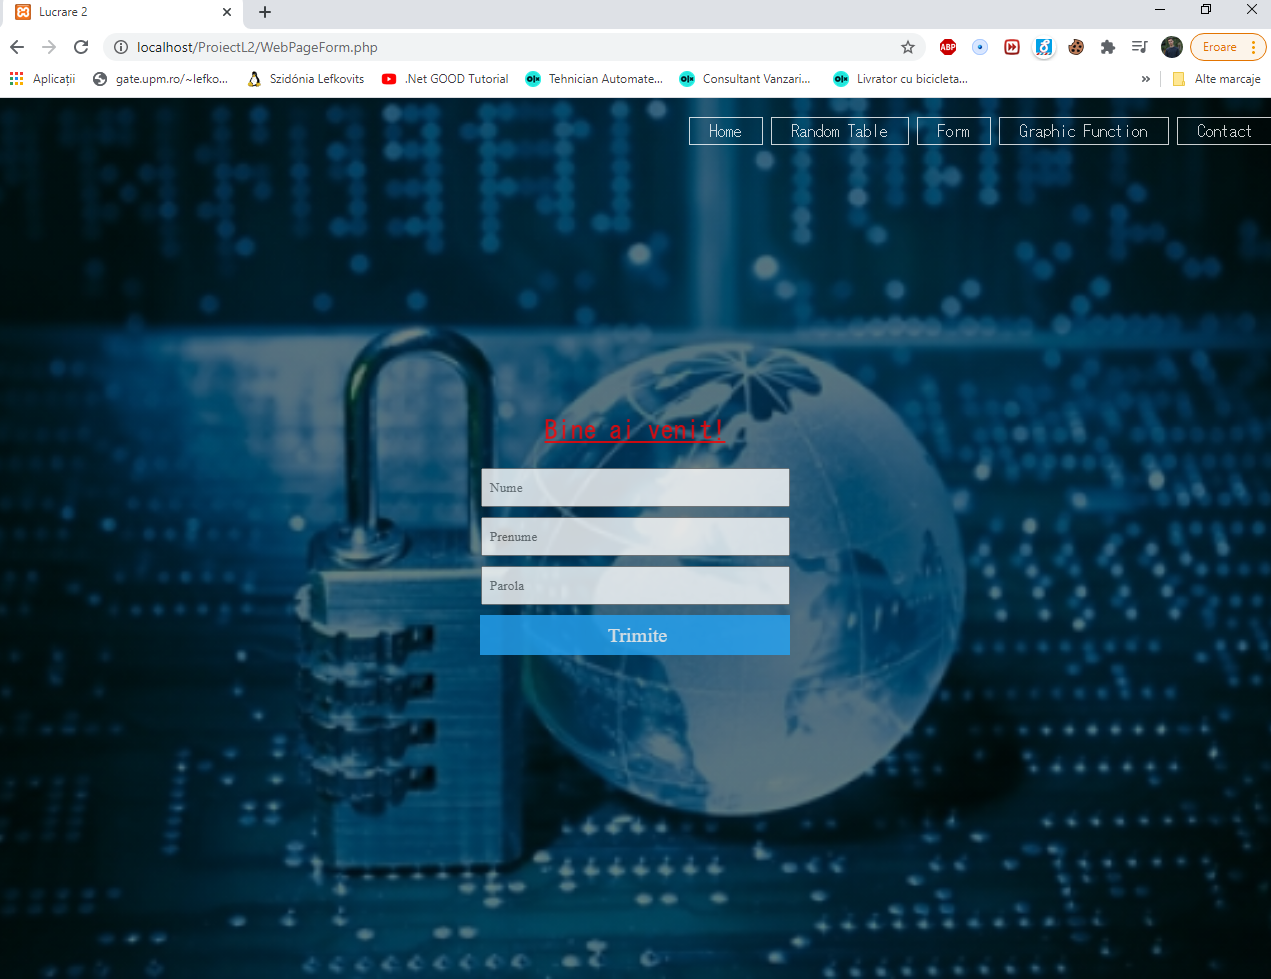 Lucrare 2
localhost/ProiectL2/WebPageForm.php
ABP
Eroare
Aplicații
gate.upm.ro/~lefko...
Szidónia Lefkovits
.Net GOOD Tutorial
Tehnician Automate...
Consultant Vanzari...
Livrator cu bicicleta...
»
Alte marcaje
Home
Random Table
Form
Graphic Function
Contact
Bine ai venit!
Nume
Prenume
Parola
Trimite